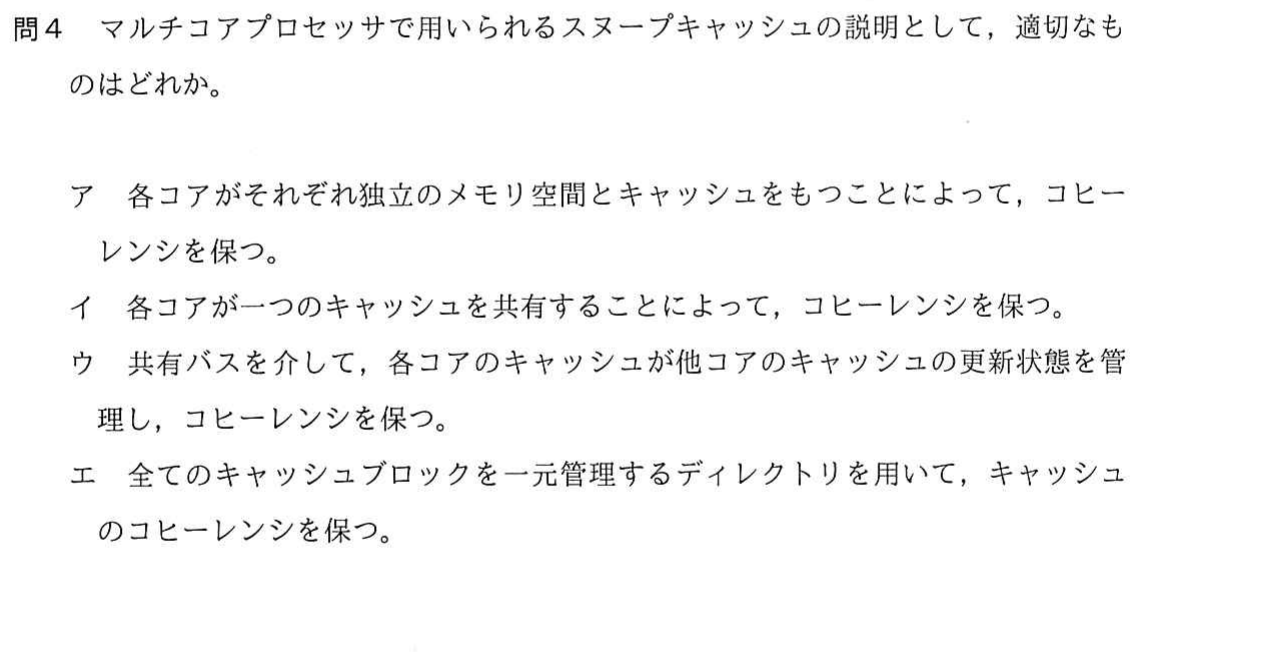 問4　マルチコアプロセッサで用いられるスヌープキャッシュの説明として，適切なも
のはどれか。
ア　各コアがそれぞれ独立のメモリ空間とキャッシュをもつことによって，コヒー
レンシを保つ。
イ　各コアが一つのキャッシュを共有することによって，コヒーレンシを保つ。
ウ　共有バスを介して，各コアのキャッシュが他コアのキャッシュの更新状態を管
理し，コヒーレンシを保つ。
エ　全てのキャッシュブロックを一元管理するディレクトリを用いて，キャッシュ
のコヒーレンシを保つ。